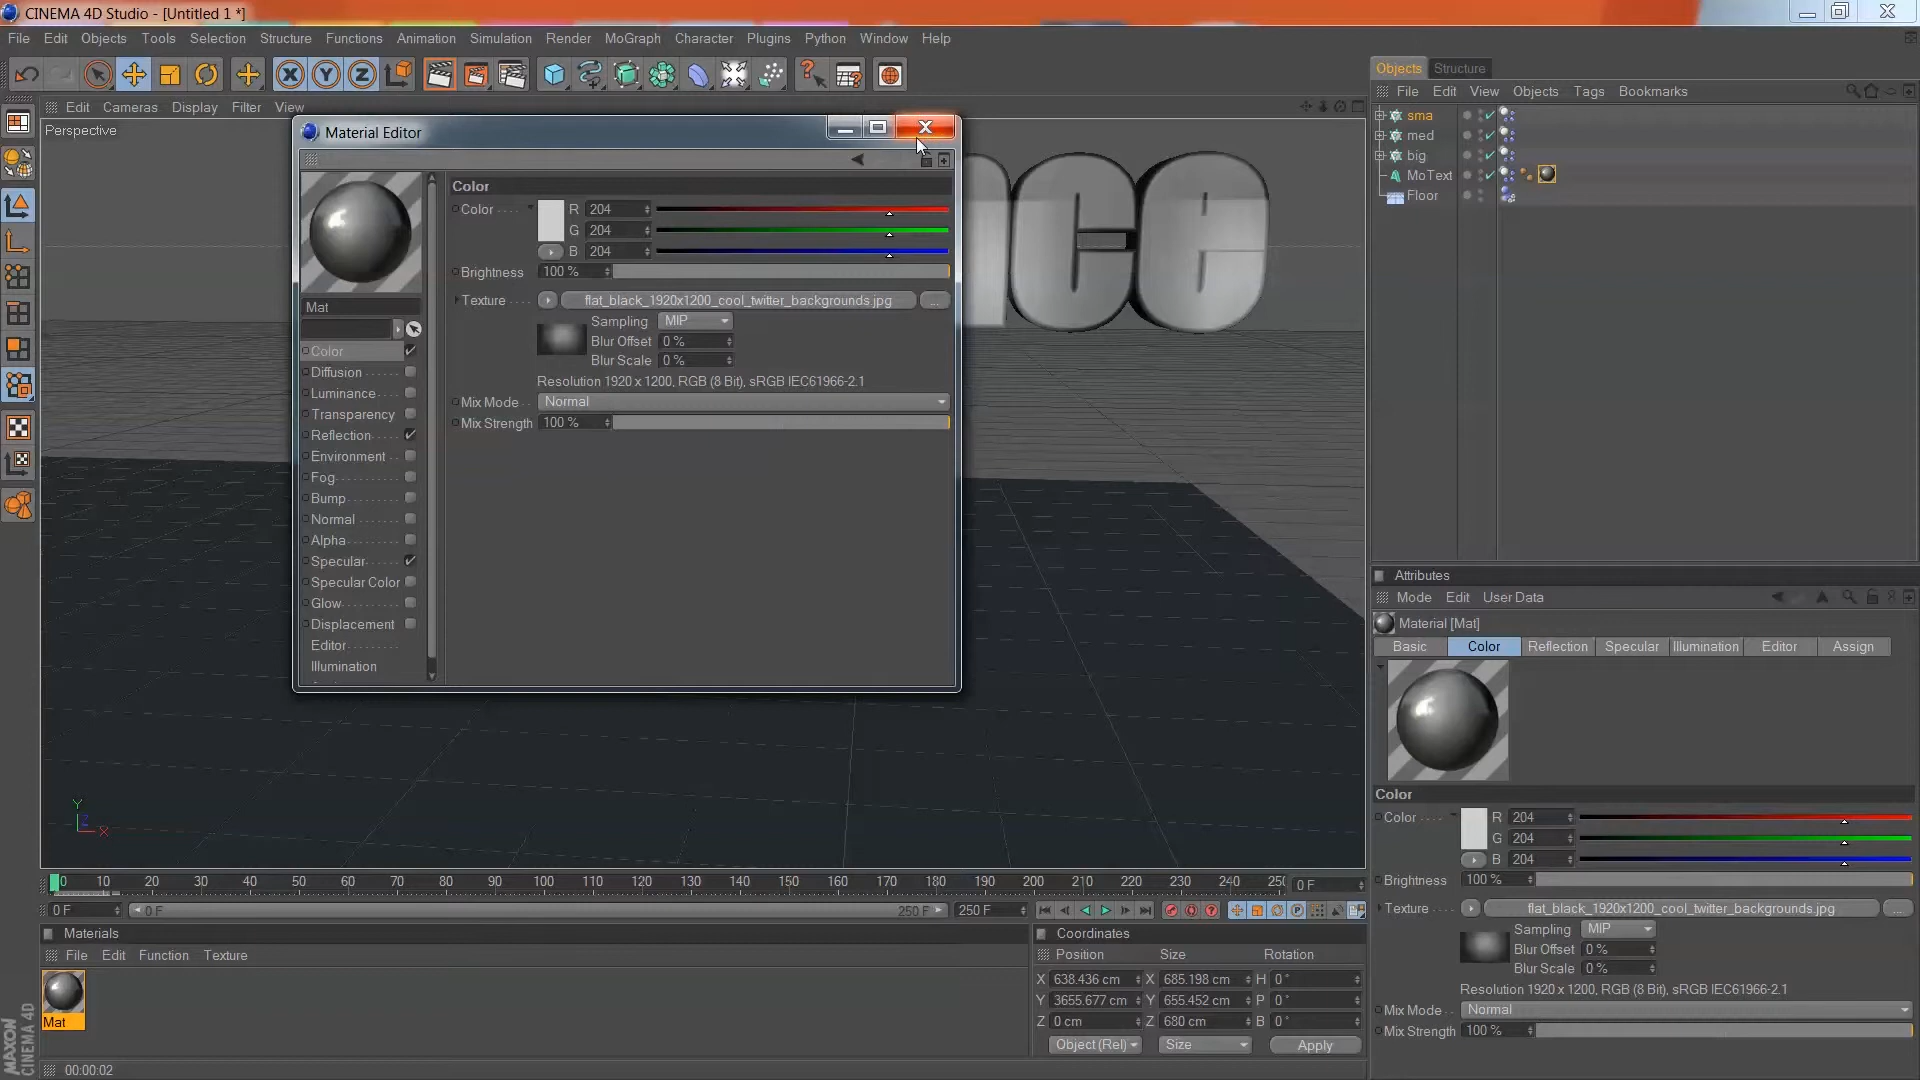 CINEMA 4D Studio - [Untitled 1 *]
File Edit Objects Tools Selection Structure Functions Animation Simulation Render MoGraph Character Plugins Python Window Help
Objects Structure
File Edit View Objects Tags Bookmarks
Edit Cameras Display Filter View
Perspective
sma
med
big
MoText
Floor
Material Editor
Mat
Color
Diffusion
Luminance
Transparency
Reflection
Environment
Fog
Bump
Normal
Alpha
Specular
Specular Color
Glow
Displacement
Editor
Illumination
Color
Color R 204
G 204
B 204
Brightness 100 %
Texture flat_black_1920x1200_cool_twitter_backgrounds.jpg ...
Sampling MIP
Blur Offset 0 %
Blur Scale 0 %
Resolution 1920 x 1200, RGB (8 Bit), sRGB IEC61966-2.1
Mix Mode Normal
Mix Strength 100 %
Attributes
Mode Edit User Data
Material [Mat]
Basic Color Reflection Specular Illumination Editor Assign
Color
Color R 204
G 204
B 204
Brightness 100 %
Texture flat_black_1920x1200_cool_twitter_backgrounds.jpg ...
Sampling MIP
Blur Offset 0 %
Blur Scale 0 %
Resolution 1920 x 1200, RGB (8 Bit), sRGB IEC61966-2.1
Mix Mode Normal
Mix Strength 100 %
Y
Z
X
0 10 20 30 40 50 60 70 80 90 100 110 120 130 140 150 160 170 180 190 200 210 220 230 240 250 0 F
0 F 0 F 250 F 250 F
Materials
File Edit Function Texture
Mat
Coordinates
Position Size Rotation
X 638.436 cm X 685.198 cm H 0 °
Y 3655.677 cm Y 655.452 cm P 0 °
Z 0 cm Z 680 cm B 0 °
Object (Rel) Size Apply
MAXON
CINEMA 4D
00:00:02